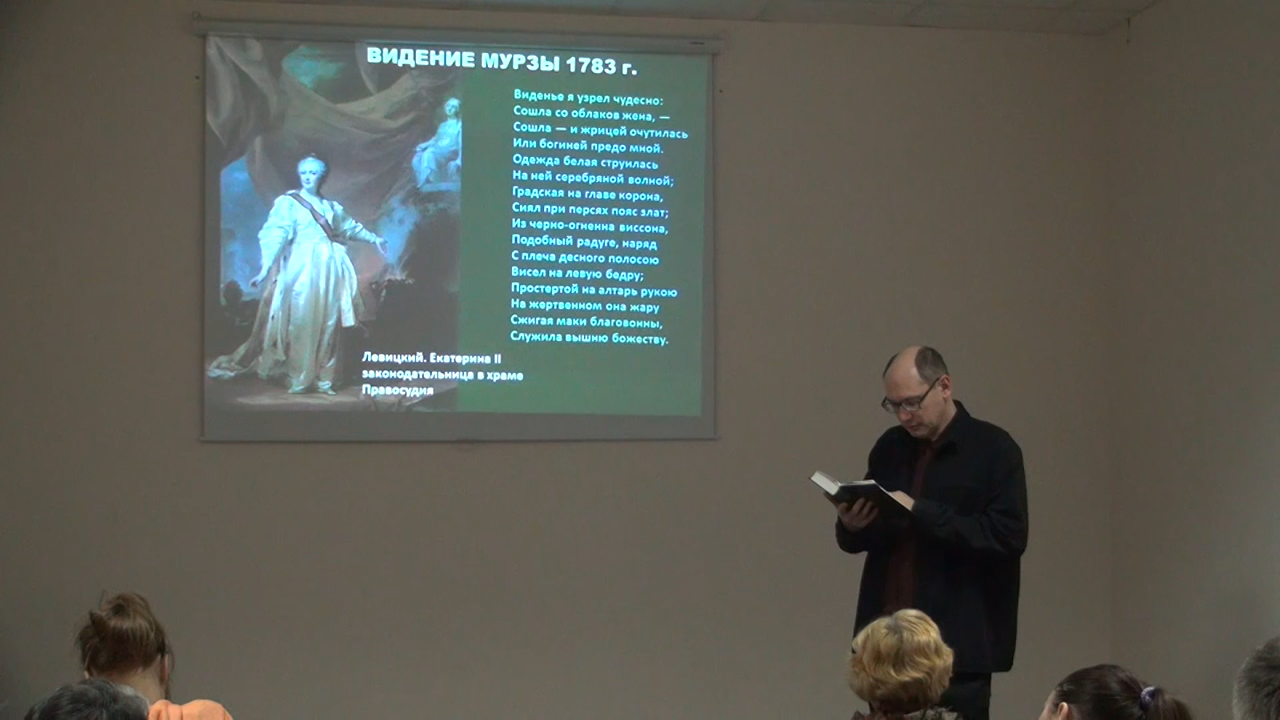 ВИДЕНИЕ МУРЗЫ 1783 г.
Виденье я узрел чудесно:
Сошла со облаков жена, —
Сошла — и жрицей очутилась
Или богиней предо мной.
Одежда белая струилась
На ней серебряной волной;
Градская на главе корона,
Сиял при персях пояс злат;
Из черно-огненна виссона,
Подобный радуге, наряд
С плеча десного полосою
Висел на левую бедру;
Простертой на алтарь рукою
На жертвенном она жару
Сжигая маки благовонны,
Служила вышню божеству.
Левицкий. Екатерина II
законодательница в храме
Правосудия